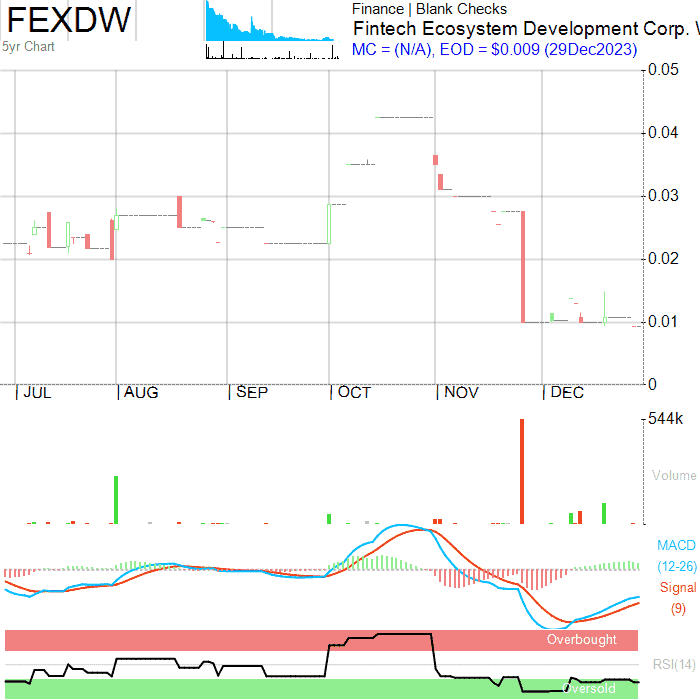 FEXDW
5yr Chart
Finance | Blank Checks
Fintech Ecosystem Development Corp. W
MC = (N/A), EOD = $0.009 (29Dec2023)
0.05
0.04
0.03
0.02
0.01
0
JUL AUG SEP OCT NOV DEC
544k
Volume
MACD
(12-26)
Signal
(9)
Overbought
RSI(14)
Oversold